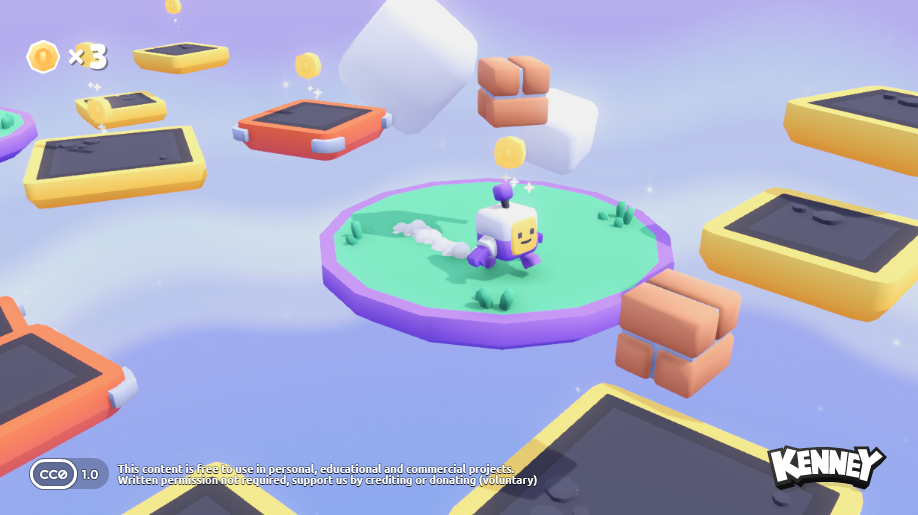 ×3
CC0 1.0
This content is free to use in personal, educational and commercial projects.
Written permission not required, support us by crediting or donating (voluntary)
KENNEY